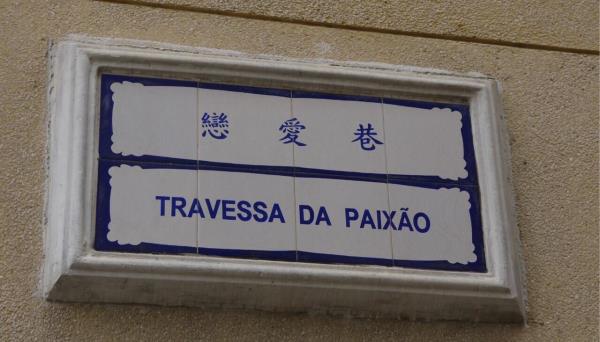 戀愛巷
TRAVESSA DA PAIXÃO